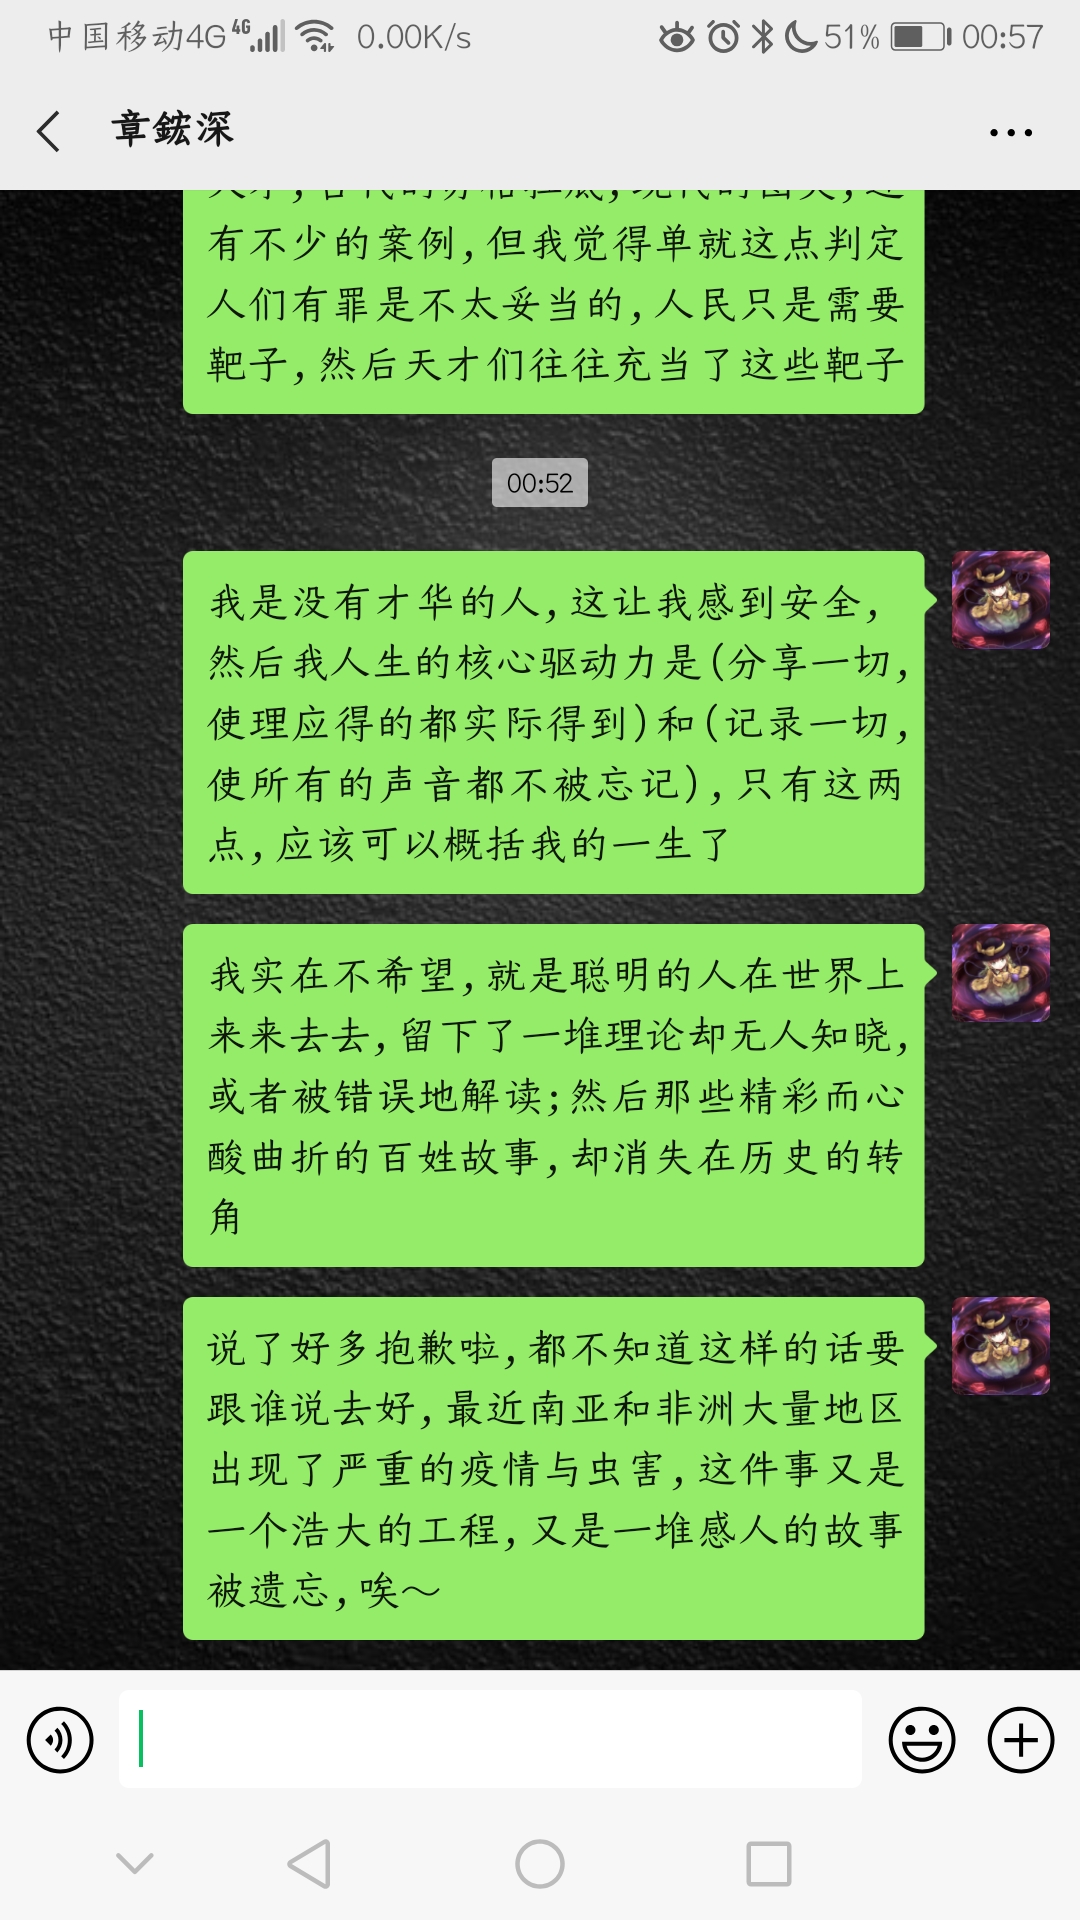 中国移动4G 4G 0.00K/s 51% 00:57
章鋐深
有不少的案例,但我觉得单就这点判定
人们有罪是不太妥当的,人民只是需要
靶子,然后天才们往往充当了这些靶子
00:52
我是没有才华的人,这让我感到安全,
然后我人生的核心驱动力是(分享一切,
使理应得的都实际得到)和(记录一切,
使所有的声音都不被忘记),只有这两
点,应该可以概括我的一生了
我实在不希望,就是聪明的人在世界上
来来去去,留下了一堆理论却无人知晓,
或者被错误地解读;然后那些精彩而心
酸曲折的百姓故事,却消失在历史的转
角
说了好多抱歉啦,都不知道这样的话要
跟谁说去好,最近南亚和非洲大量地区
出现了严重的疫情与虫害,这件事又是
一个浩大的工程,又是一堆感人的故事
被遗忘,唉～